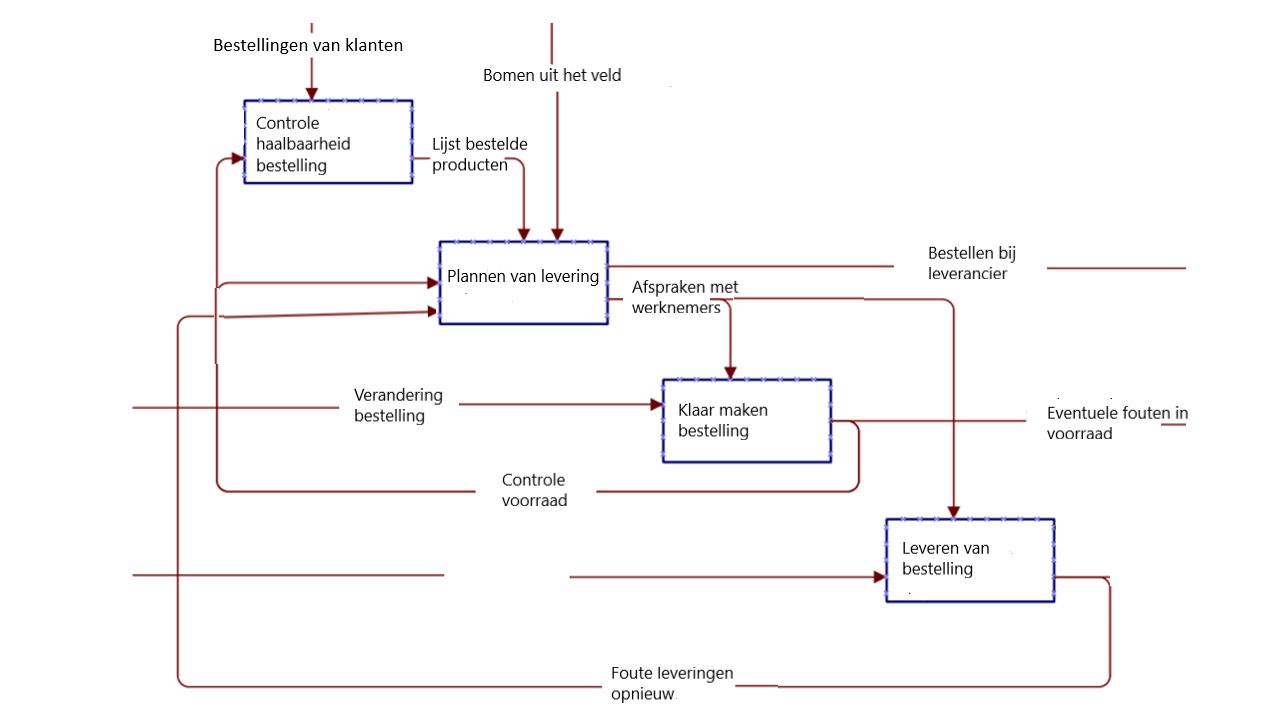 Bestellingen van klanten
Bomen uit het veld
Controle
haalbaarheid
bestelling
Lijst bestelde
producten
Plannen van levering
Bestellen bij
leverancier
Afspraken met
werknemers
Verandering
bestelling
Klaar maken
bestelling
Eventuele fouten in
voorraad
Controle
voorraad
Leveren van
bestelling
Foute leveringen
opnieuw